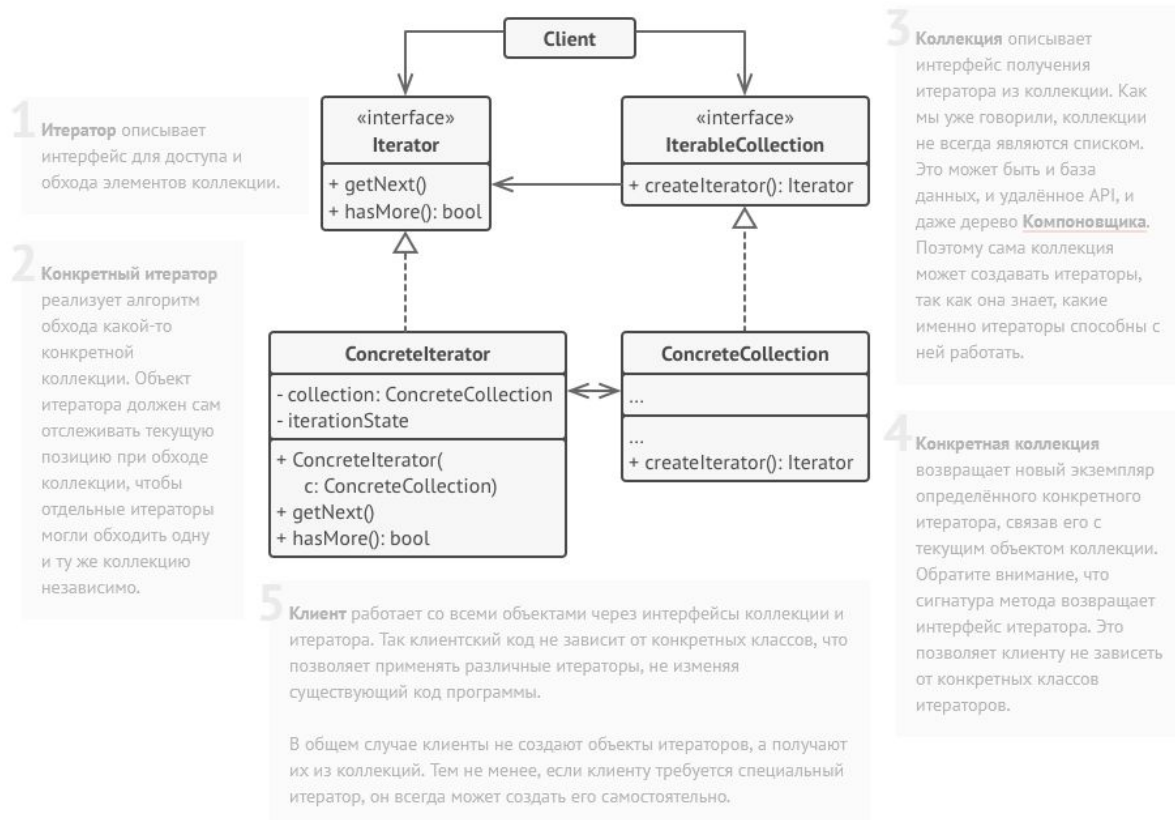 Client
«interface»
Iterator
+ getNext()
+ hasMore(): bool
«interface»
IterableCollection
+ createIterator(): Iterator
ConcreteIterator
- collection: ConcreteCollection
- iterationState
+ ConcreteIterator(
c: ConcreteCollection)
+ getNext()
+ hasMore(): bool
ConcreteCollection
...
...
+ createIterator(): Iterator
1
Итератор описывает
интерфейс для доступа и
обхода элементов коллекции.
2
Конкретный итератор
реализует алгоритм
обхода какой-то
конкретной
коллекции. Объект
итератора должен сам
отслеживать текущую
позицию при обходе
коллекции, чтобы
отдельные итераторы
могли обходить одну
и ту же коллекцию
независимо.
3
Коллекция описывает
интерфейс получения
итератора из коллекции. Как
мы уже говорили, коллекции
не всегда являются списком.
Это может быть и база
данных, и удалённое API, и
даже дерево Компоновщика.
Поэтому сама коллекция
может создавать итераторы,
так как она знает, какие
именно итераторы способны с
ней работать.
4
Конкретная коллекция
возвращает новый экземпляр
определённого конкретного
итератора, связав его с
текущим объектом коллекции.
Обратите внимание, что
сигнатура метода возвращает
интерфейс итератора. Это
позволяет клиенту не зависеть
от конкретных классов
итераторов.
5
Клиент работает со всеми объектами через интерфейсы коллекции и
итератора. Так клиентский код не зависит от конкретных классов, что
позволяет применять различные итераторы, не изменяя
существующий код программы.
В общем случае клиенты не создают объекты итераторов, а получают
их из коллекций. Тем не менее, если клиенту требуется специальный
итератор, он всегда может создать его самостоятельно.